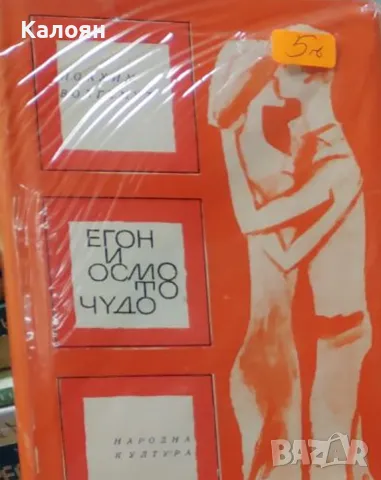 Калоян
5лв
ЙОАХИМ
ВОЛГЕМУТ
ЕГОН
И
ОСМО
ТО
ЧУДО
НАРОДНА
КУЛТУРА
BAZAR